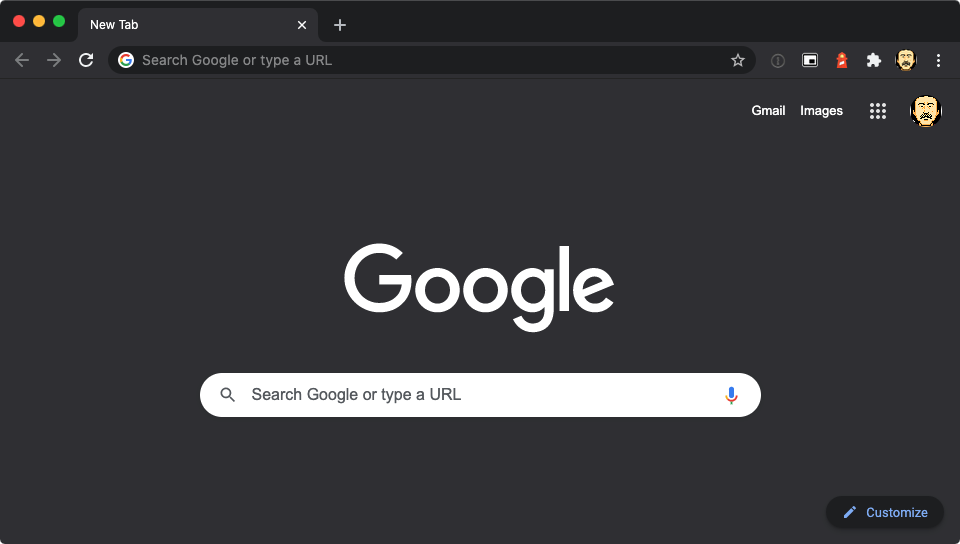 New Tab
Search Google or type a URL
Gmail Images
Google
Search Google or type a URL
Customize